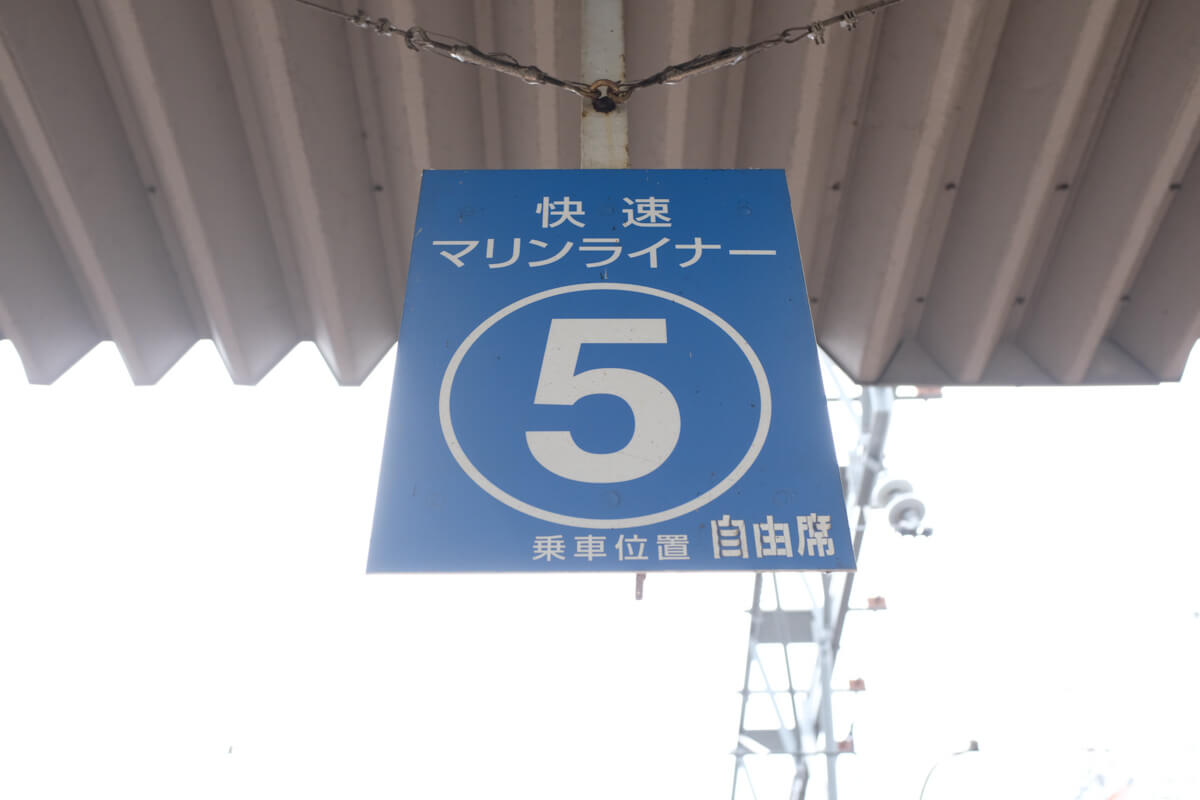 快速
マリンライナー
5
乗車位置 自由席